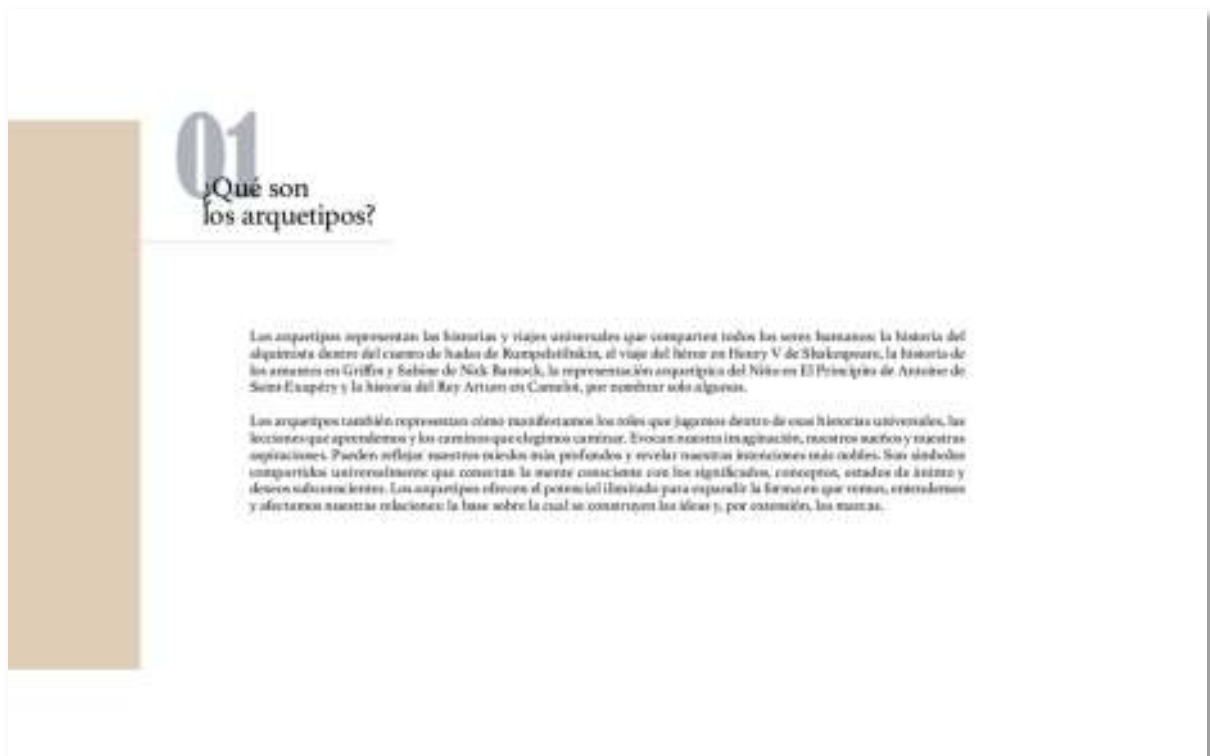 01
¿Qué son
los arquetipos?
Los arquetipos representan las historias y viajes universales que comparten todos los seres humanos: la historia del
alquimista dentro del cuento de hadas de Rumpelstiltskin, el viaje del héroe en Henry V de Shakespeare, la historia de
los amantes en Griffin y Sabine de Nick Bantock, la representación arquetípica del Niño en El Principito de Antoine de
Saint-Exupéry y la historia del Rey Arturo en Camelot, por nombrar solo algunas.
Los arquetipos también representan cómo manifestamos los roles que jugamos dentro de esas historias universales, las
lecciones que aprendemos y los caminos que elegimos caminar. Evocan nuestra imaginación, nuestros sueños y nuestras
aspiraciones. Pueden reflejar nuestros miedos más profundos y revelar nuestras intenciones más nobles. Son símbolos
compartidos universalmente que conectan la mente consciente con los significados, conceptos, estados de ánimo y
deseos subconscientes. Los arquetipos ofrecen el potencial ilimitado para expandir la forma en que vemos, entendemos
y afectamos nuestras relaciones: la base sobre la cual se construyen las ideas y, por extensión, las marcas.